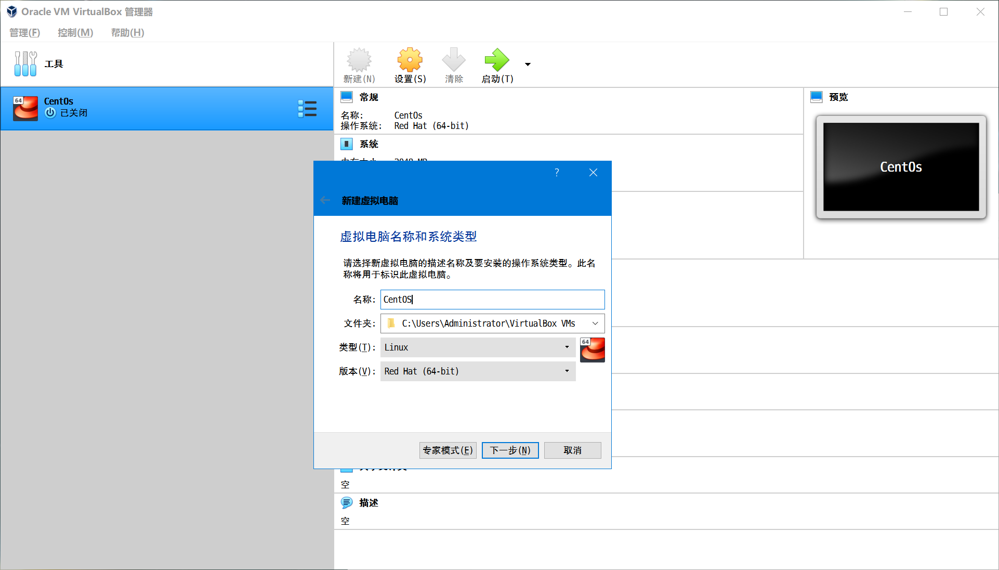 Oracle VM VirtualBox 管理器
管理(F) 控制(M) 帮助(H)
工具
新建(N) 设置(S) 清除 启动(T)
64
CentOs
已关闭
常规
名称: CentOs
操作系统: Red Hat (64-bit)
系统
预览
CentOs
?
新建虚拟电脑
虚拟电脑名称和系统类型
请选择新虚拟电脑的描述名称及要安装的操作系统类型。此名
称将用于标识此虚拟电脑。
名称: CentOS
文件夹: C:\Users\Administrator\VirtualBox VMs
类型(T): Linux
64
版本(V): Red Hat (64-bit)
专家模式(E) 下一步(N) 取消
空
描述
空